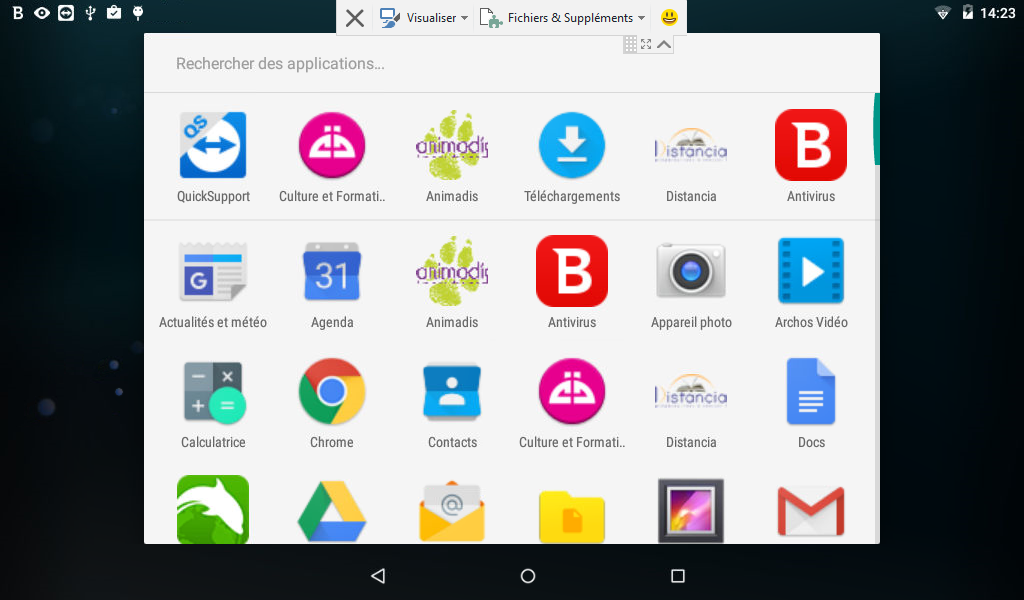 B
14:23
Visualiser
Fichiers & Suppléments
Rechercher des applications...
QS
animadis
Distancia
B
QuickSupport
Culture et Formati..
Animadis
Téléchargements
Distancia
Antivirus
G
31
animadis
B
Actualités et météo
Agenda
Animadis
Antivirus
Appareil photo
Archos Vidéo
Distancia
Calculatrice
Chrome
Contacts
Culture et Formati..
Distancia
Docs
@